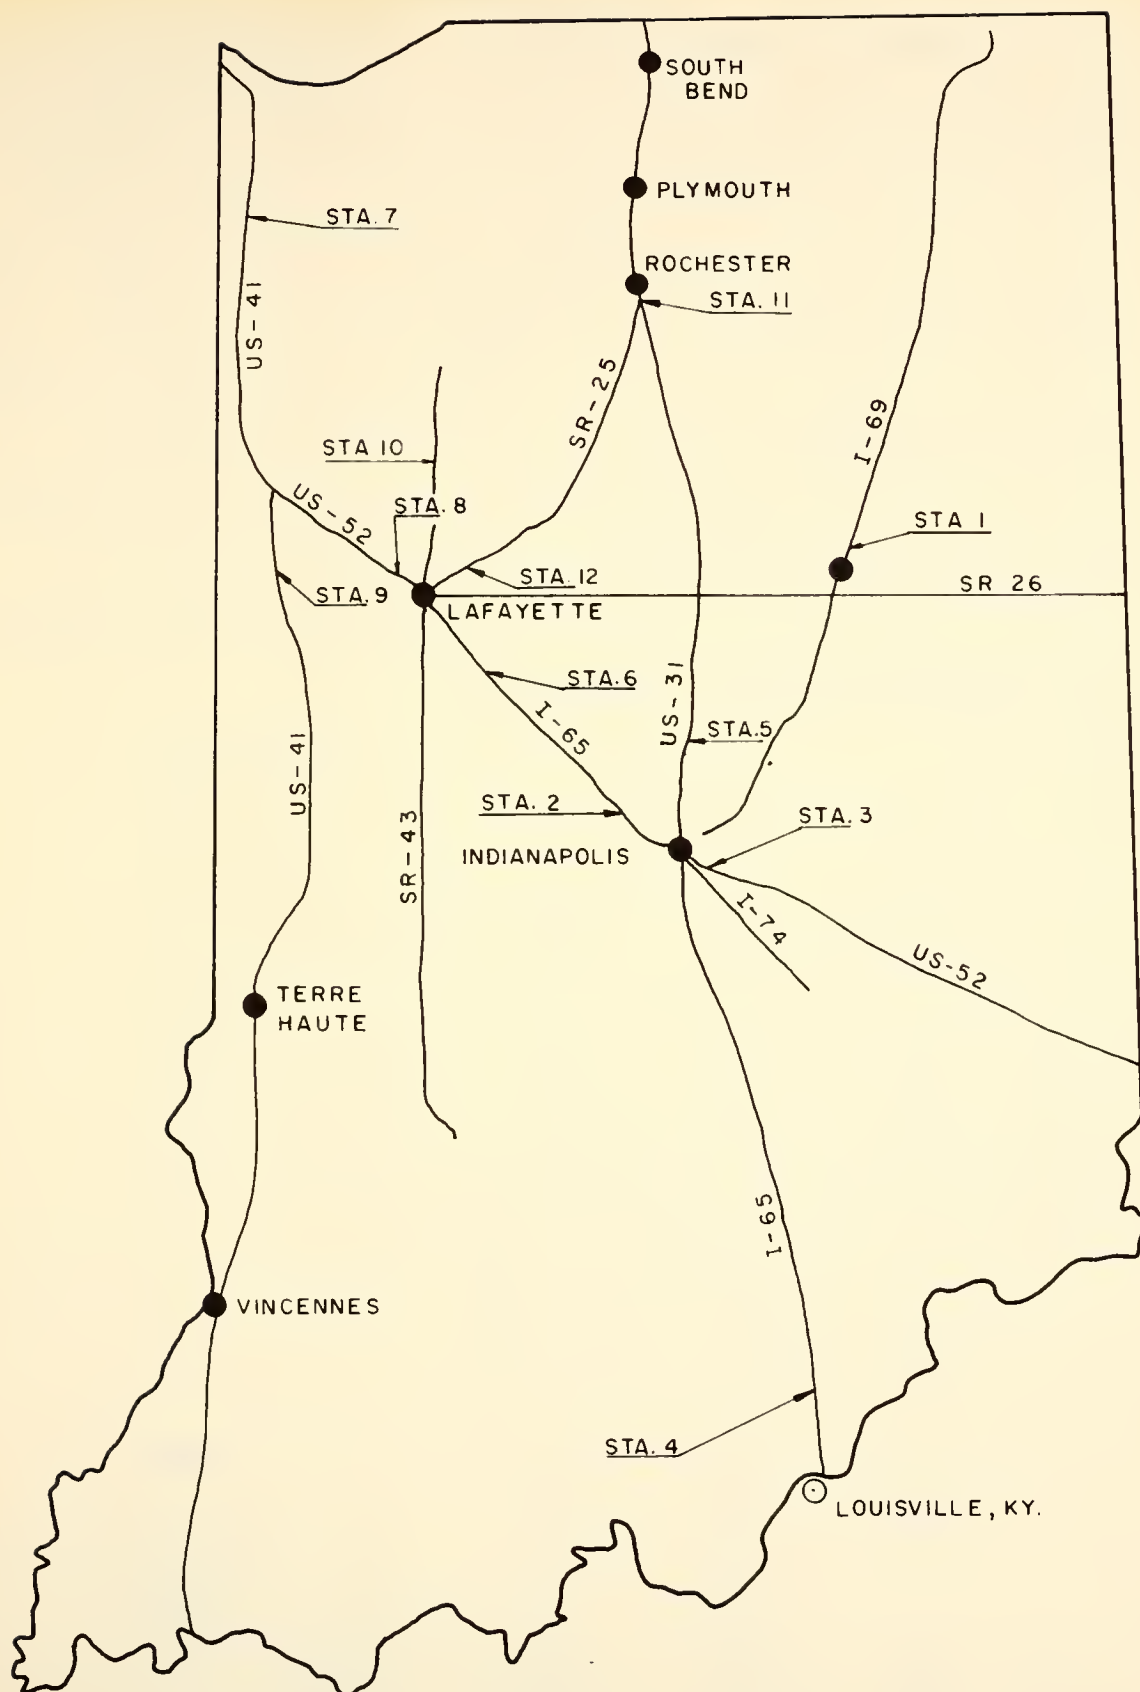 SOUTH
BEND
PLYMOUTH
STA. 7
ROCHESTER
STA. 11
US-41
SR-25
I-69
STA 10
US-52
STA. 8
STA 1
STA. 12
SR 26
STA. 9
LAFAYETTE
STA. 6
US-31
I-65
STA. 5
US-41
STA. 2
STA. 3
SR-43
INDIANAPOLIS
I-74
US-52
TERRE
HAUTE
I-65
VINCENNES
STA. 4
LOUISVILLE, KY.